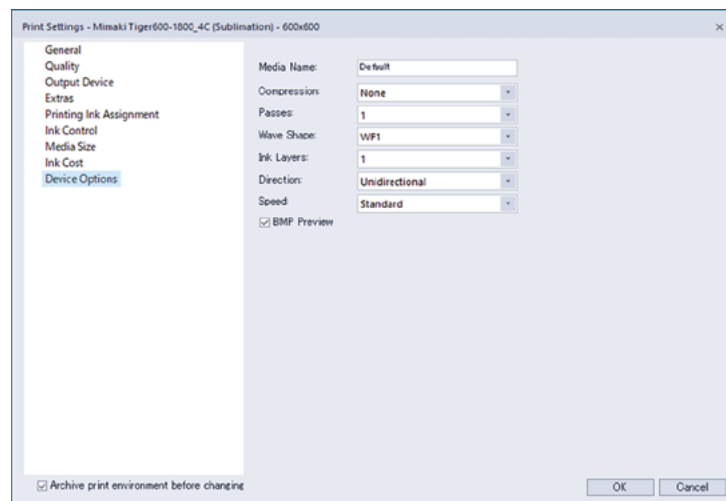 Print Settings - Mimaki Tiger600-1800_4C (Sublimation) - 600x600
General
Quality
Output Device
Extras
Printing Ink Assignment
Ink Control
Media Size
Ink Cost
Device Options
Media Name: Default
Compression: None
Passes: 1
Wave Shape: WF1
Ink Layers: 1
Direction: Unidirectional
Speed: Standard
BMP Preview
Archive print environment before changing
OK Cancel